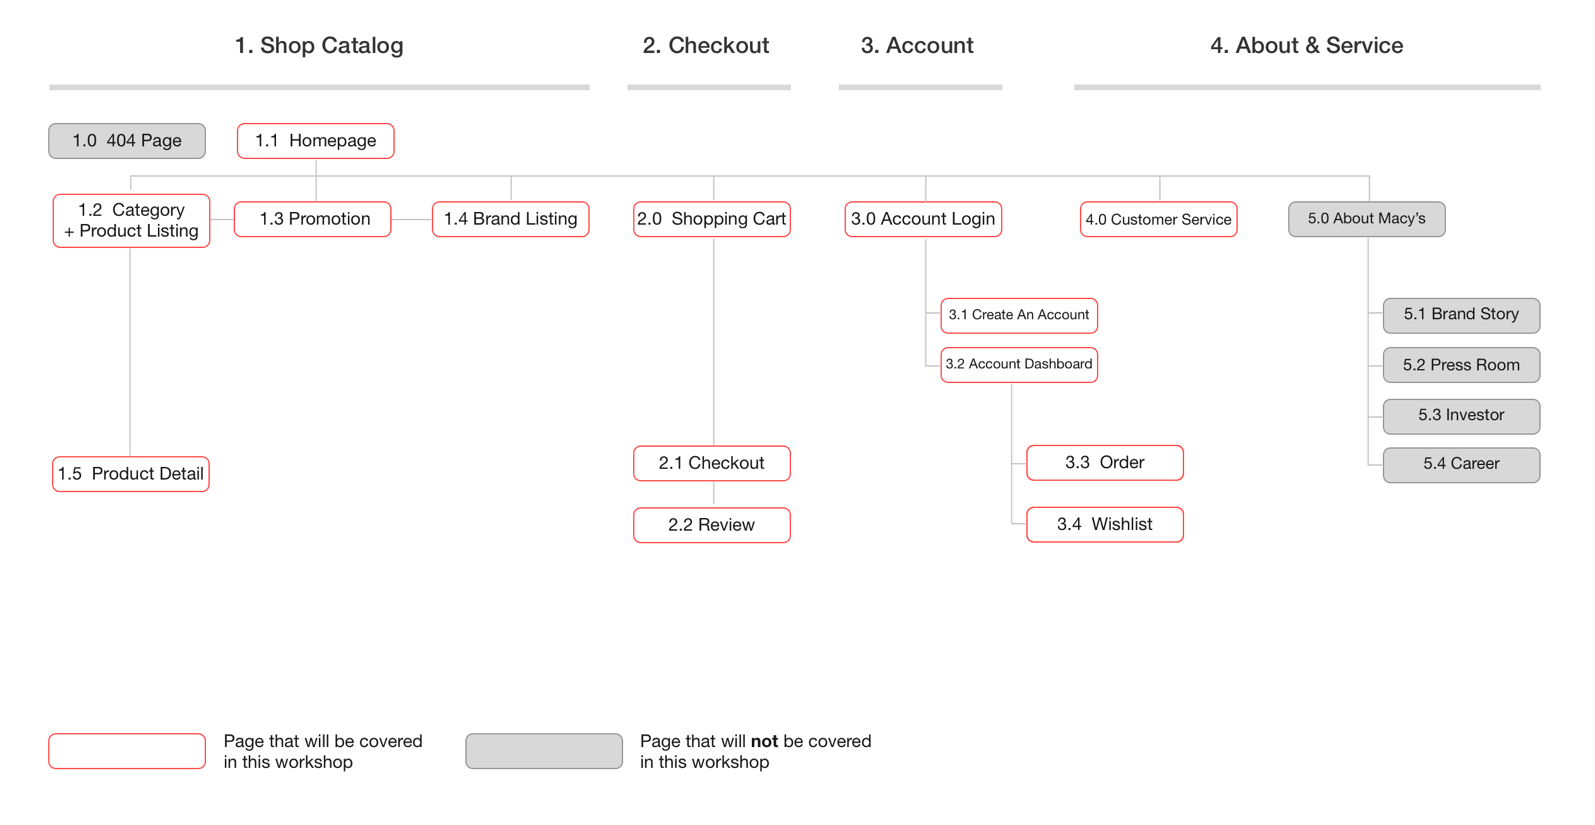 1. Shop Catalog
2. Checkout
3. Account
4. About & Service
1.0 404 Page
1.1 Homepage
1.2 Category
+ Product Listing
1.3 Promotion
1.4 Brand Listing
2.0 Shopping Cart
3.0 Account Login
4.0 Customer Service
5.0 About Macy’s
3.1 Create An Account
5.1 Brand Story
3.2 Account Dashboard
5.2 Press Room
5.3 Investor
1.5 Product Detail
2.1 Checkout
3.3 Order
5.4 Career
2.2 Review
3.4 Wishlist
Page that will be covered
in this workshop
Page that will not be covered
in this workshop